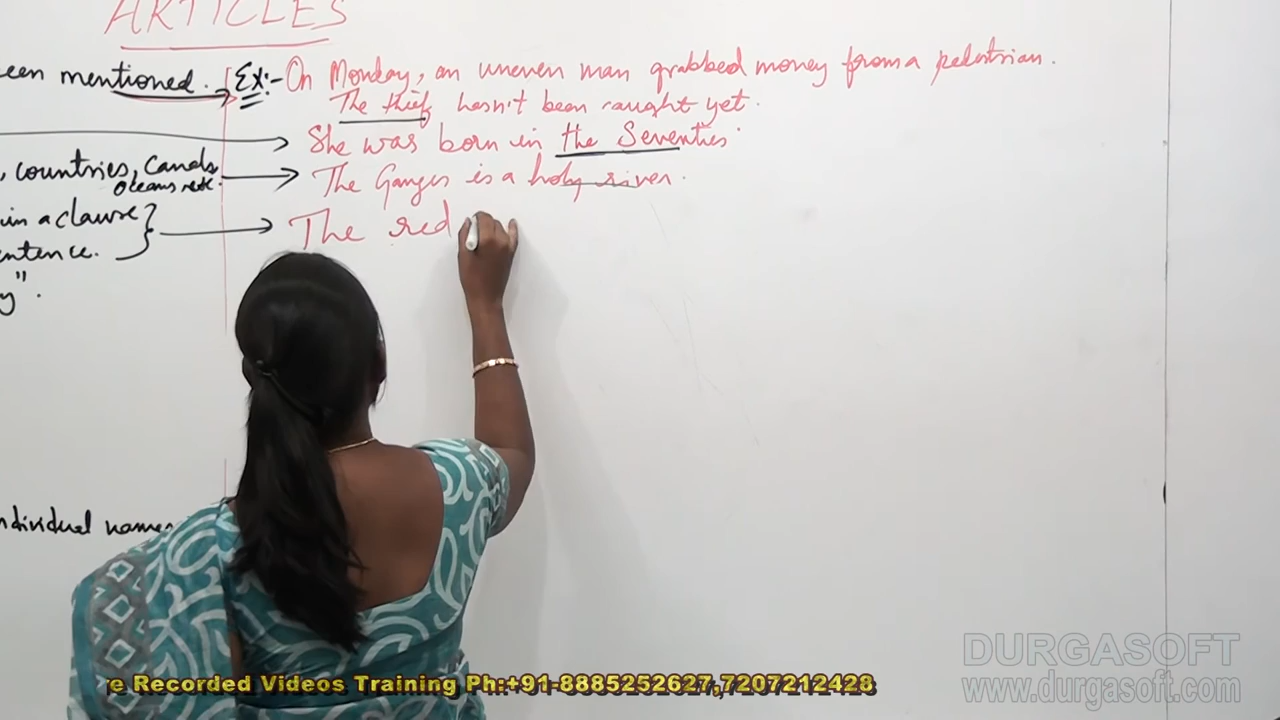 ARTICLES
een mentioned. Ex:- On Monday, an uneven man grabbed money from a pedestrian.
The thief hasn't been caught yet.
She was born in the Seventies.
, countries, canals The Ganges is a holy river.
Oceans etc.
in a clause The red
entence.
y".
ndividual names
e Recorded Videos Training Ph:+91-8885252627,7207212428
DURGASOFT
www.durgasoft.com